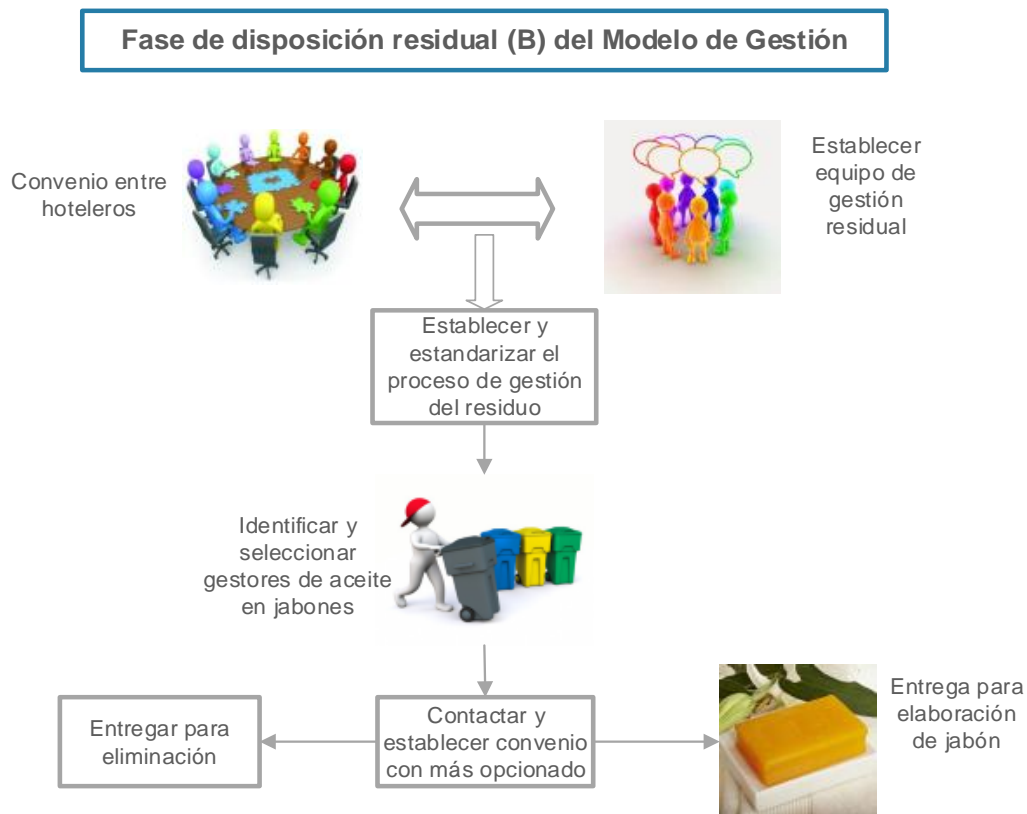 Fase de disposición residual (B) del Modelo de Gestión
Convenio entre
hoteleros
Establecer
equipo de
gestión
residual
Establecer y
estandarizar el
proceso de gestión
del residuo
Identificar y
seleccionar
gestores de aceite
en jabones
Entregar para
eliminación
Contactar y
establecer convenio
con más opcionado
Entrega para
elaboración
de jabón